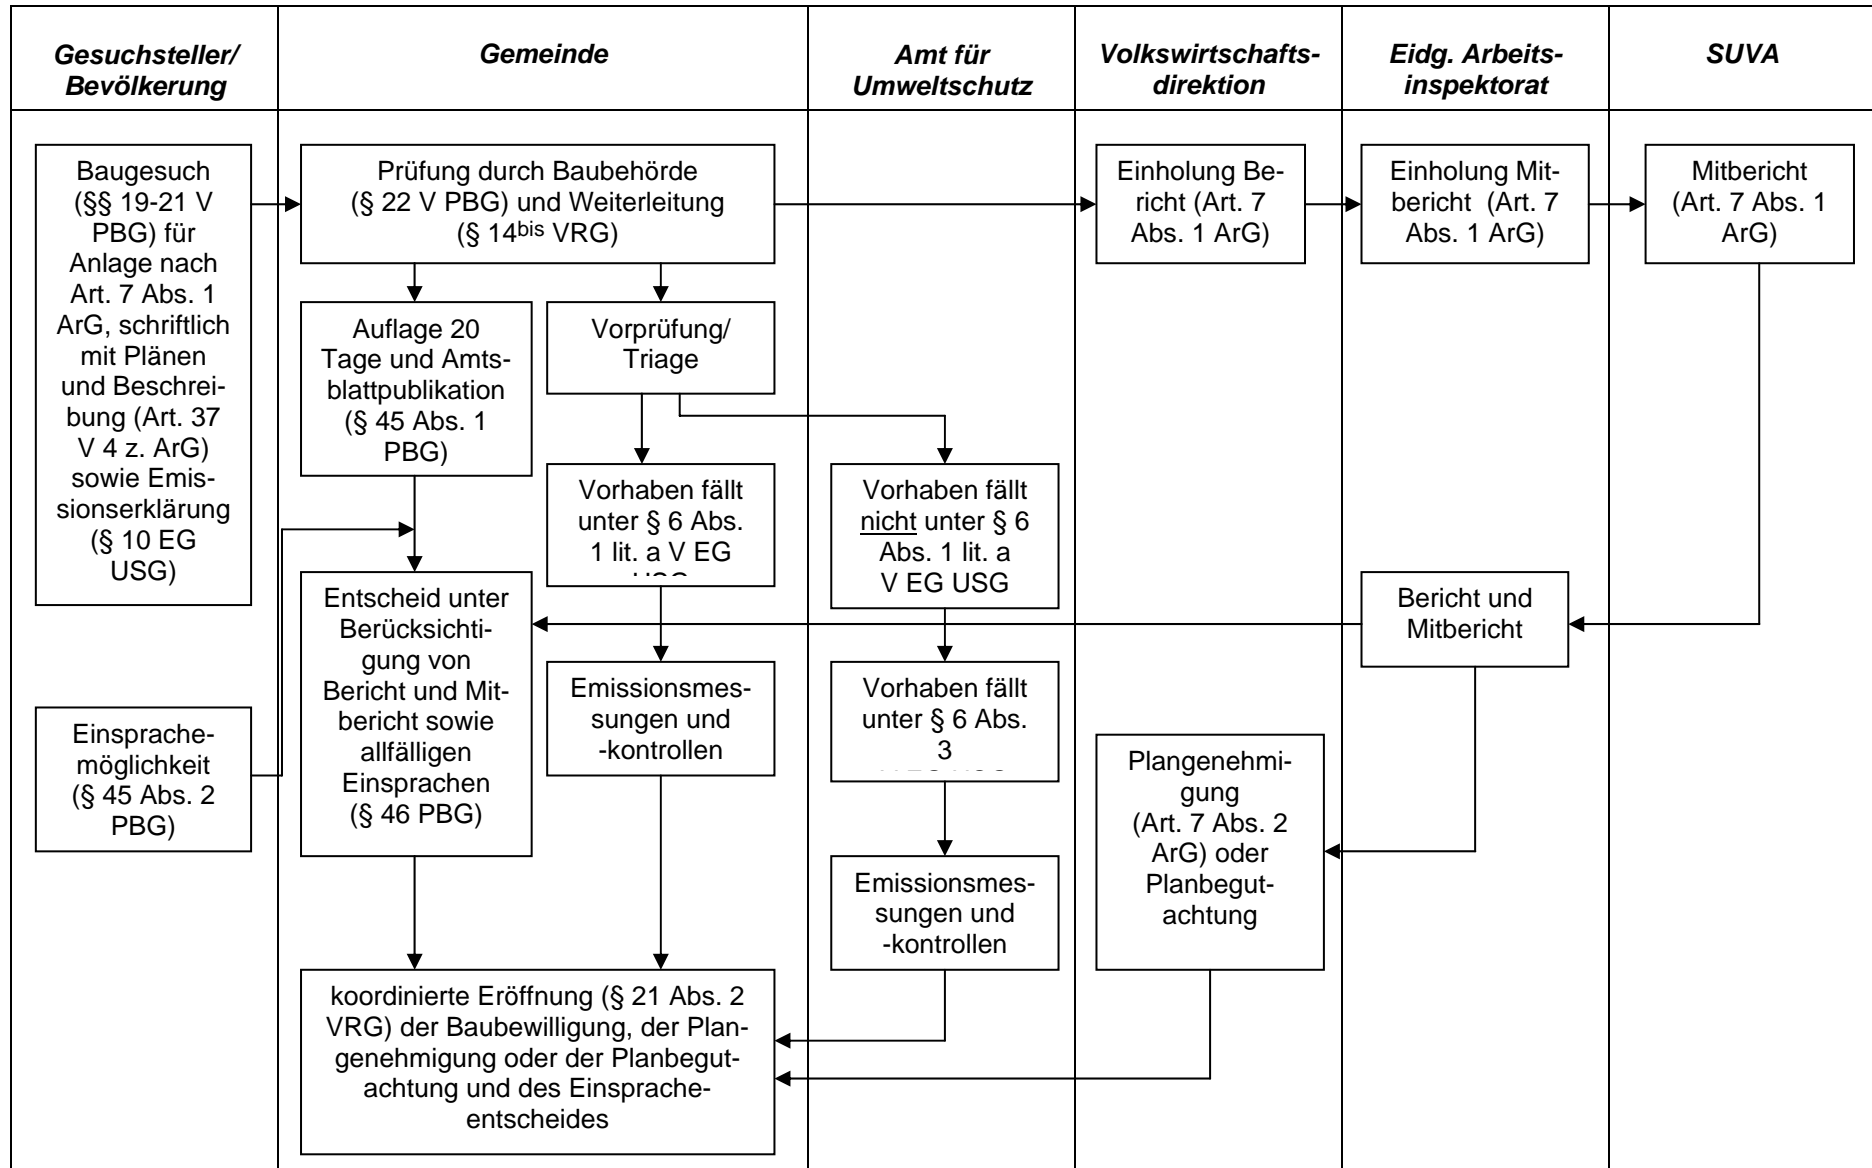 Gesuchsteller/
Bevölkerung
Gemeinde
Amt für
Umweltschutz
Volkswirtschafts-
direktion
Eidg. Arbeits-
inspektorat
SUVA
Baugesuch
(§§ 19-21 V
PBG) für
Anlage nach
Art. 7 Abs. 1
ArG, schriftlich
mit Plänen
und Beschrei-
bung (Art. 37
V 4 z. ArG)
sowie Emis-
sionserklärung
(§ 10 EG
USG)
Prüfung durch Baubehörde
(§ 22 V PBG) und Weiterleitung
(§ 14bis VRG)
Einholung Be-
richt (Art. 7
Abs. 1 ArG)
Einholung Mit-
bericht (Art. 7
Abs. 1 ArG)
Mitbericht
(Art. 7 Abs. 1
ArG)
Auflage 20
Tage und Amts-
blattpublikation
(§ 45 Abs. 1
PBG)
Vorprüfung/
Triage
Vorhaben fällt
unter § 6 Abs.
1 lit. a V EG
Vorhaben fällt
nicht unter § 6
Abs. 1 lit. a
V EG USG
Entscheid unter
Berücksichti-
gung von
Bericht und Mit-
bericht sowie
allfälligen
Einsprachen
(§ 46 PBG)
Bericht und
Mitbericht
Emissionsmes-
sungen und
-kontrollen
Vorhaben fällt
unter § 6 Abs.
3
Einsprache-
möglichkeit
(§ 45 Abs. 2
PBG)
Plangenehmi-
gung
(Art. 7 Abs. 2
ArG) oder
Planbegut-
achtung
Emissionsmes-
sungen und
-kontrollen
koordinierte Eröffnung (§ 21 Abs. 2
VRG) der Baubewilligung, der Plan-
genehmigung oder der Planbegut-
achtung und des Einsprache-
entscheides